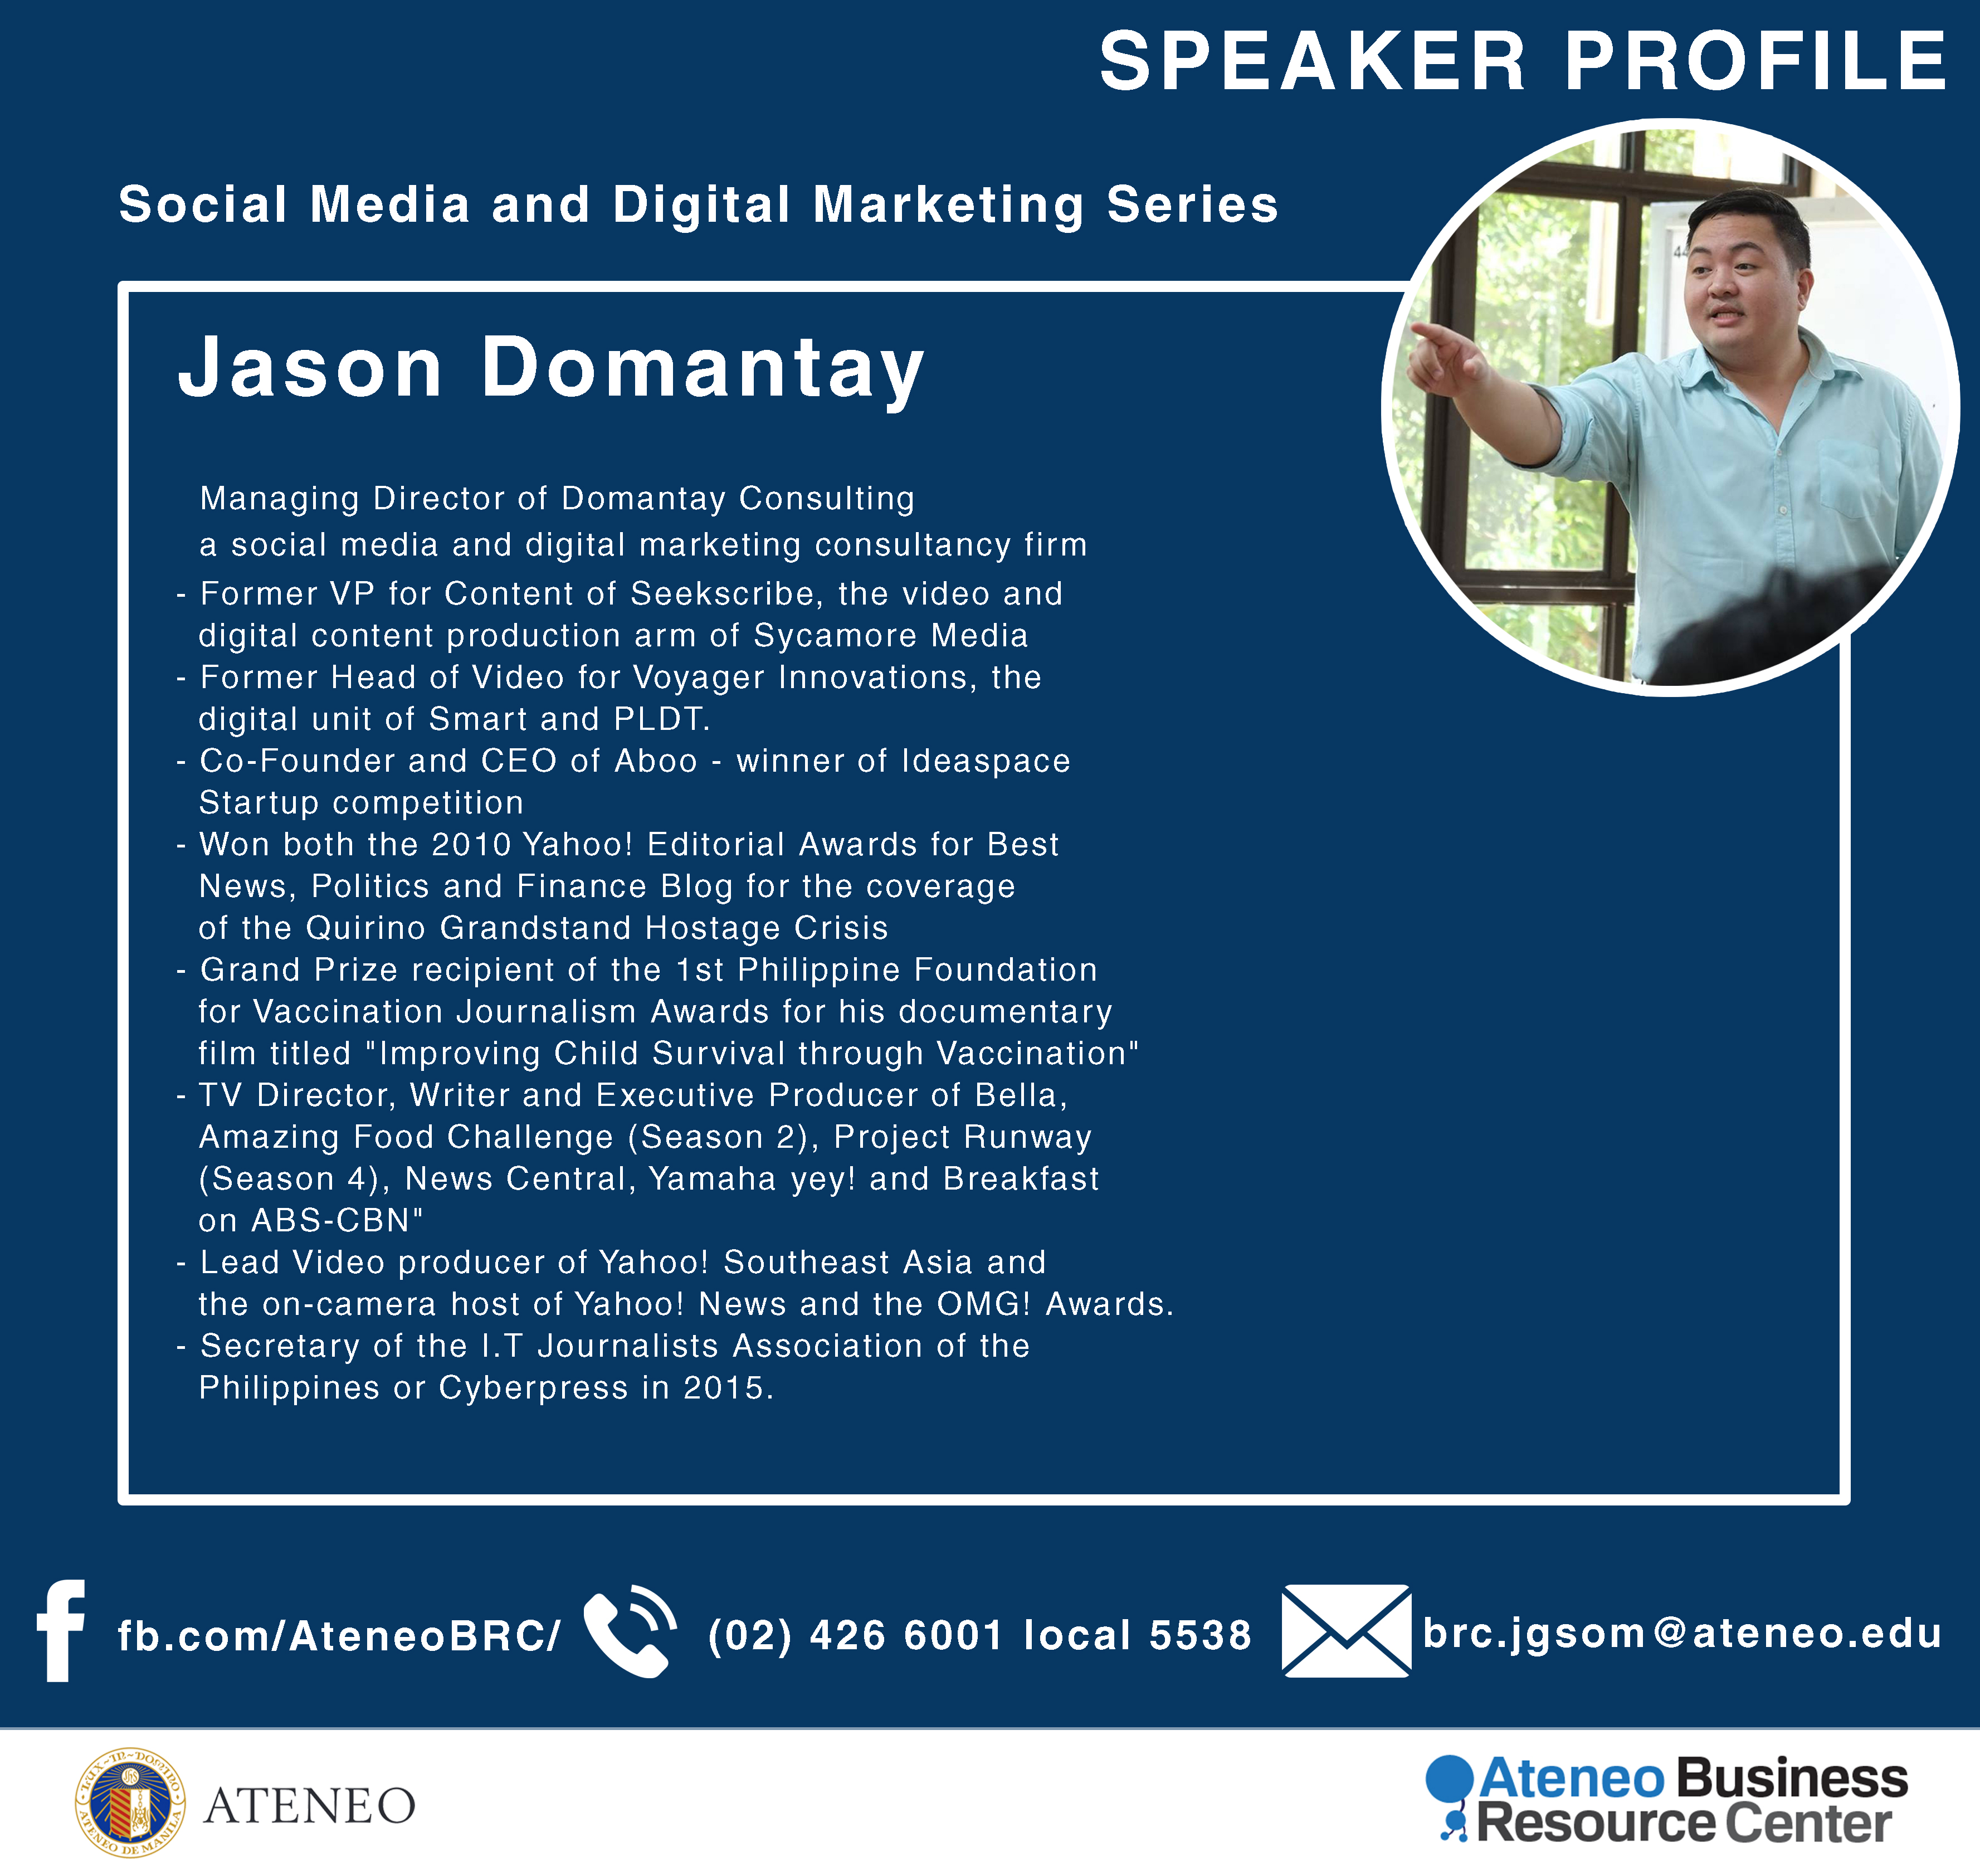 SPEAKER PROFILE
Social Media and Digital Marketing Series
44
Jason Domantay
Managing Director of Domantay Consulting
a social media and digital marketing consultancy firm
- Former VP for Content of Seekscribe, the video and
digital content production arm of Sycamore Media
- Former Head of Video for Voyager Innovations, the
digital unit of Smart and PLDT.
- Co-Founder and CEO of Aboo - winner of Ideaspace
Startup competition
- Won both the 2010 Yahoo! Editorial Awards for Best
News, Politics and Finance Blog for the coverage
of the Quirino Grandstand Hostage Crisis
- Grand Prize recipient of the 1st Philippine Foundation
for Vaccination Journalism Awards for his documentary
film titled "Improving Child Survival through Vaccination"
- TV Director, Writer and Executive Producer of Bella,
Amazing Food Challenge (Season 2), Project Runway
(Season 4), News Central, Yamaha yey! and Breakfast
on ABS-CBN"
- Lead Video producer of Yahoo! Southeast Asia and
the on-camera host of Yahoo! News and the OMG! Awards.
- Secretary of the I.T Journalists Association of the
Philippines or Cyberpress in 2015.
fb.com/AteneoBRC/
(02) 426 6001 local 5538
brc.jgsom@ateneo.edu
LUX-IN-DOMINO
JHS
ATENEO DE MANILA
ATENEO
Ateneo Business
Resource Center